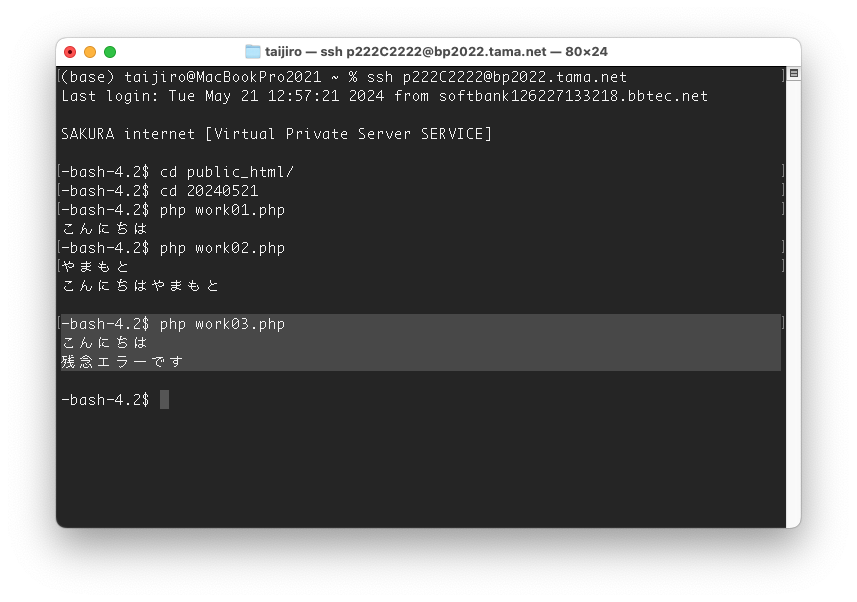 taijiro — ssh p222C2222@bp2022.tama.net — 80×24
(base) taijiro@MacBookPro2021 ~ % ssh p222C2222@bp2022.tama.net
Last login: Tue May 21 12:57:21 2024 from softbank126227133218.bbtec.net
SAKURA internet [Virtual Private Server SERVICE]
-bash-4.2$ cd public_html/
-bash-4.2$ cd 20240521
-bash-4.2$ php work01.php
こんにちは
-bash-4.2$ php work02.php
やまもと
こんにちはやまもと
-bash-4.2$ php work03.php
こんにちは
残念エラーです
-bash-4.2$